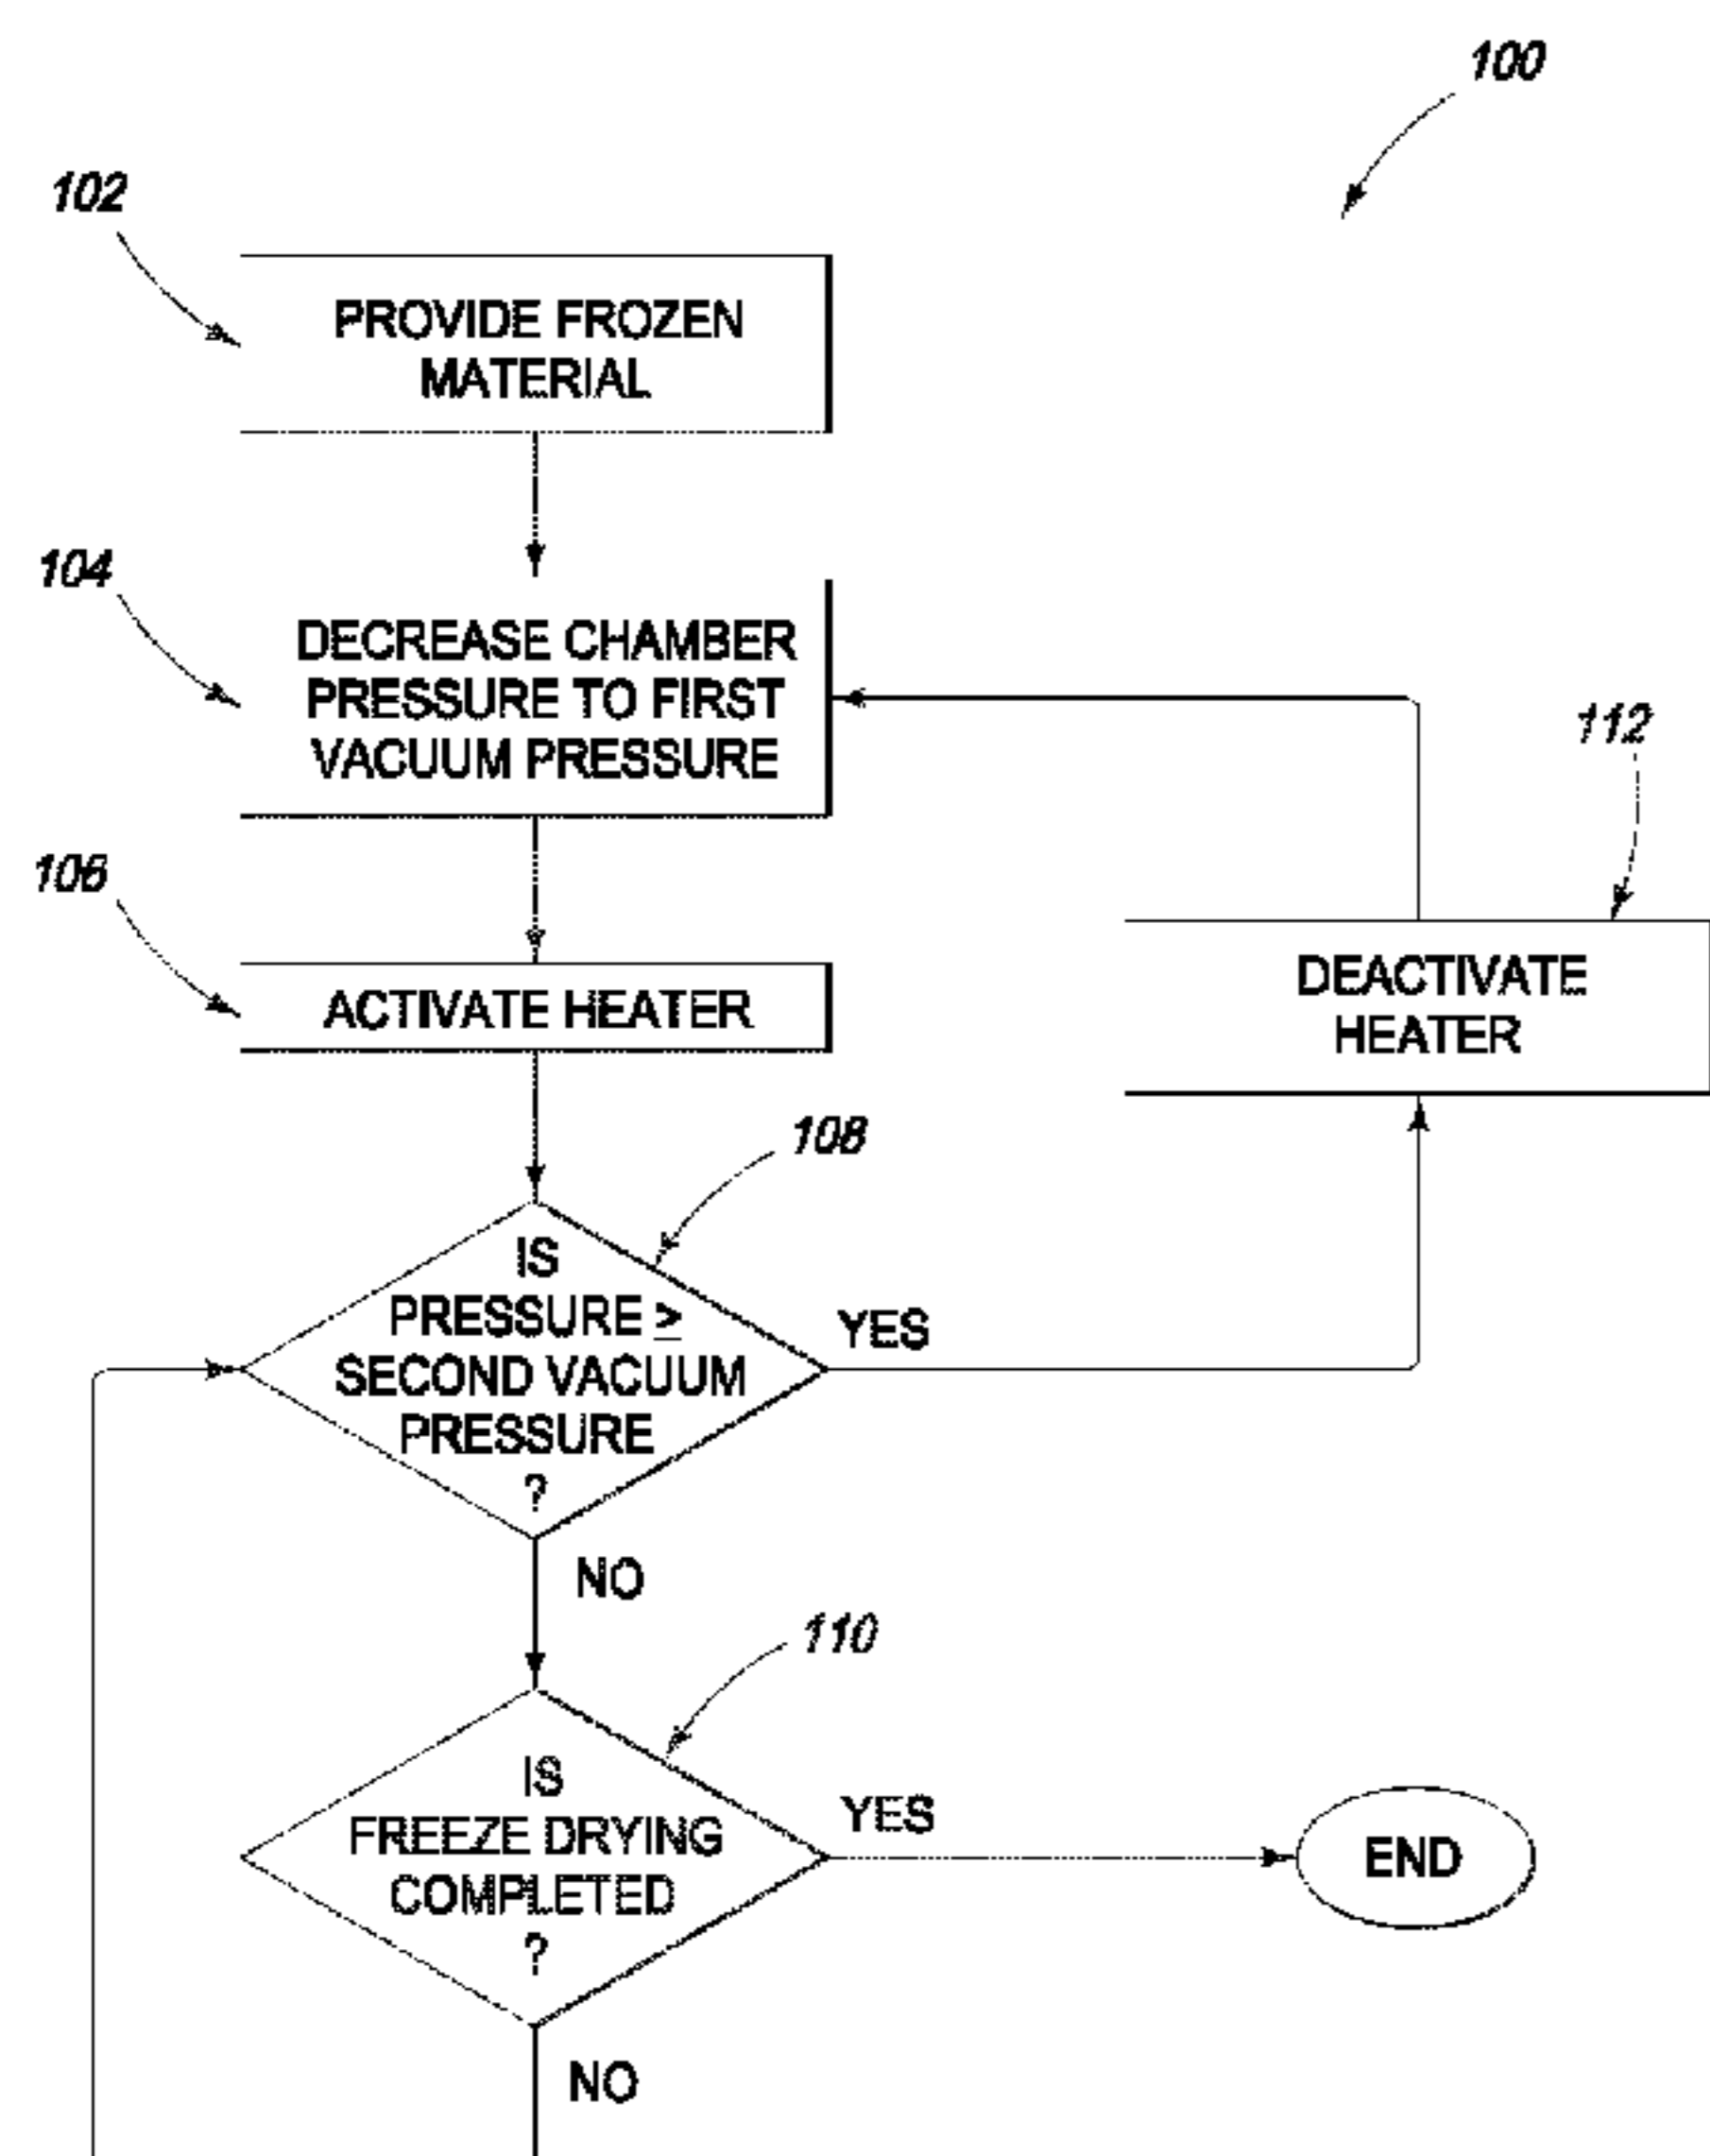 100
102
PROVIDE FROZEN
MATERIAL
104
DECREASE CHAMBER
PRESSURE TO FIRST
VACUUM PRESSURE
112
106
ACTIVATE HEATER
DEACTIVATE
HEATER
108
IS
PRESSURE ≥
SECOND VACUUM
PRESSURE
?
YES
NO
110
IS
FREEZE DRYING
COMPLETED
?
YES
END
NO